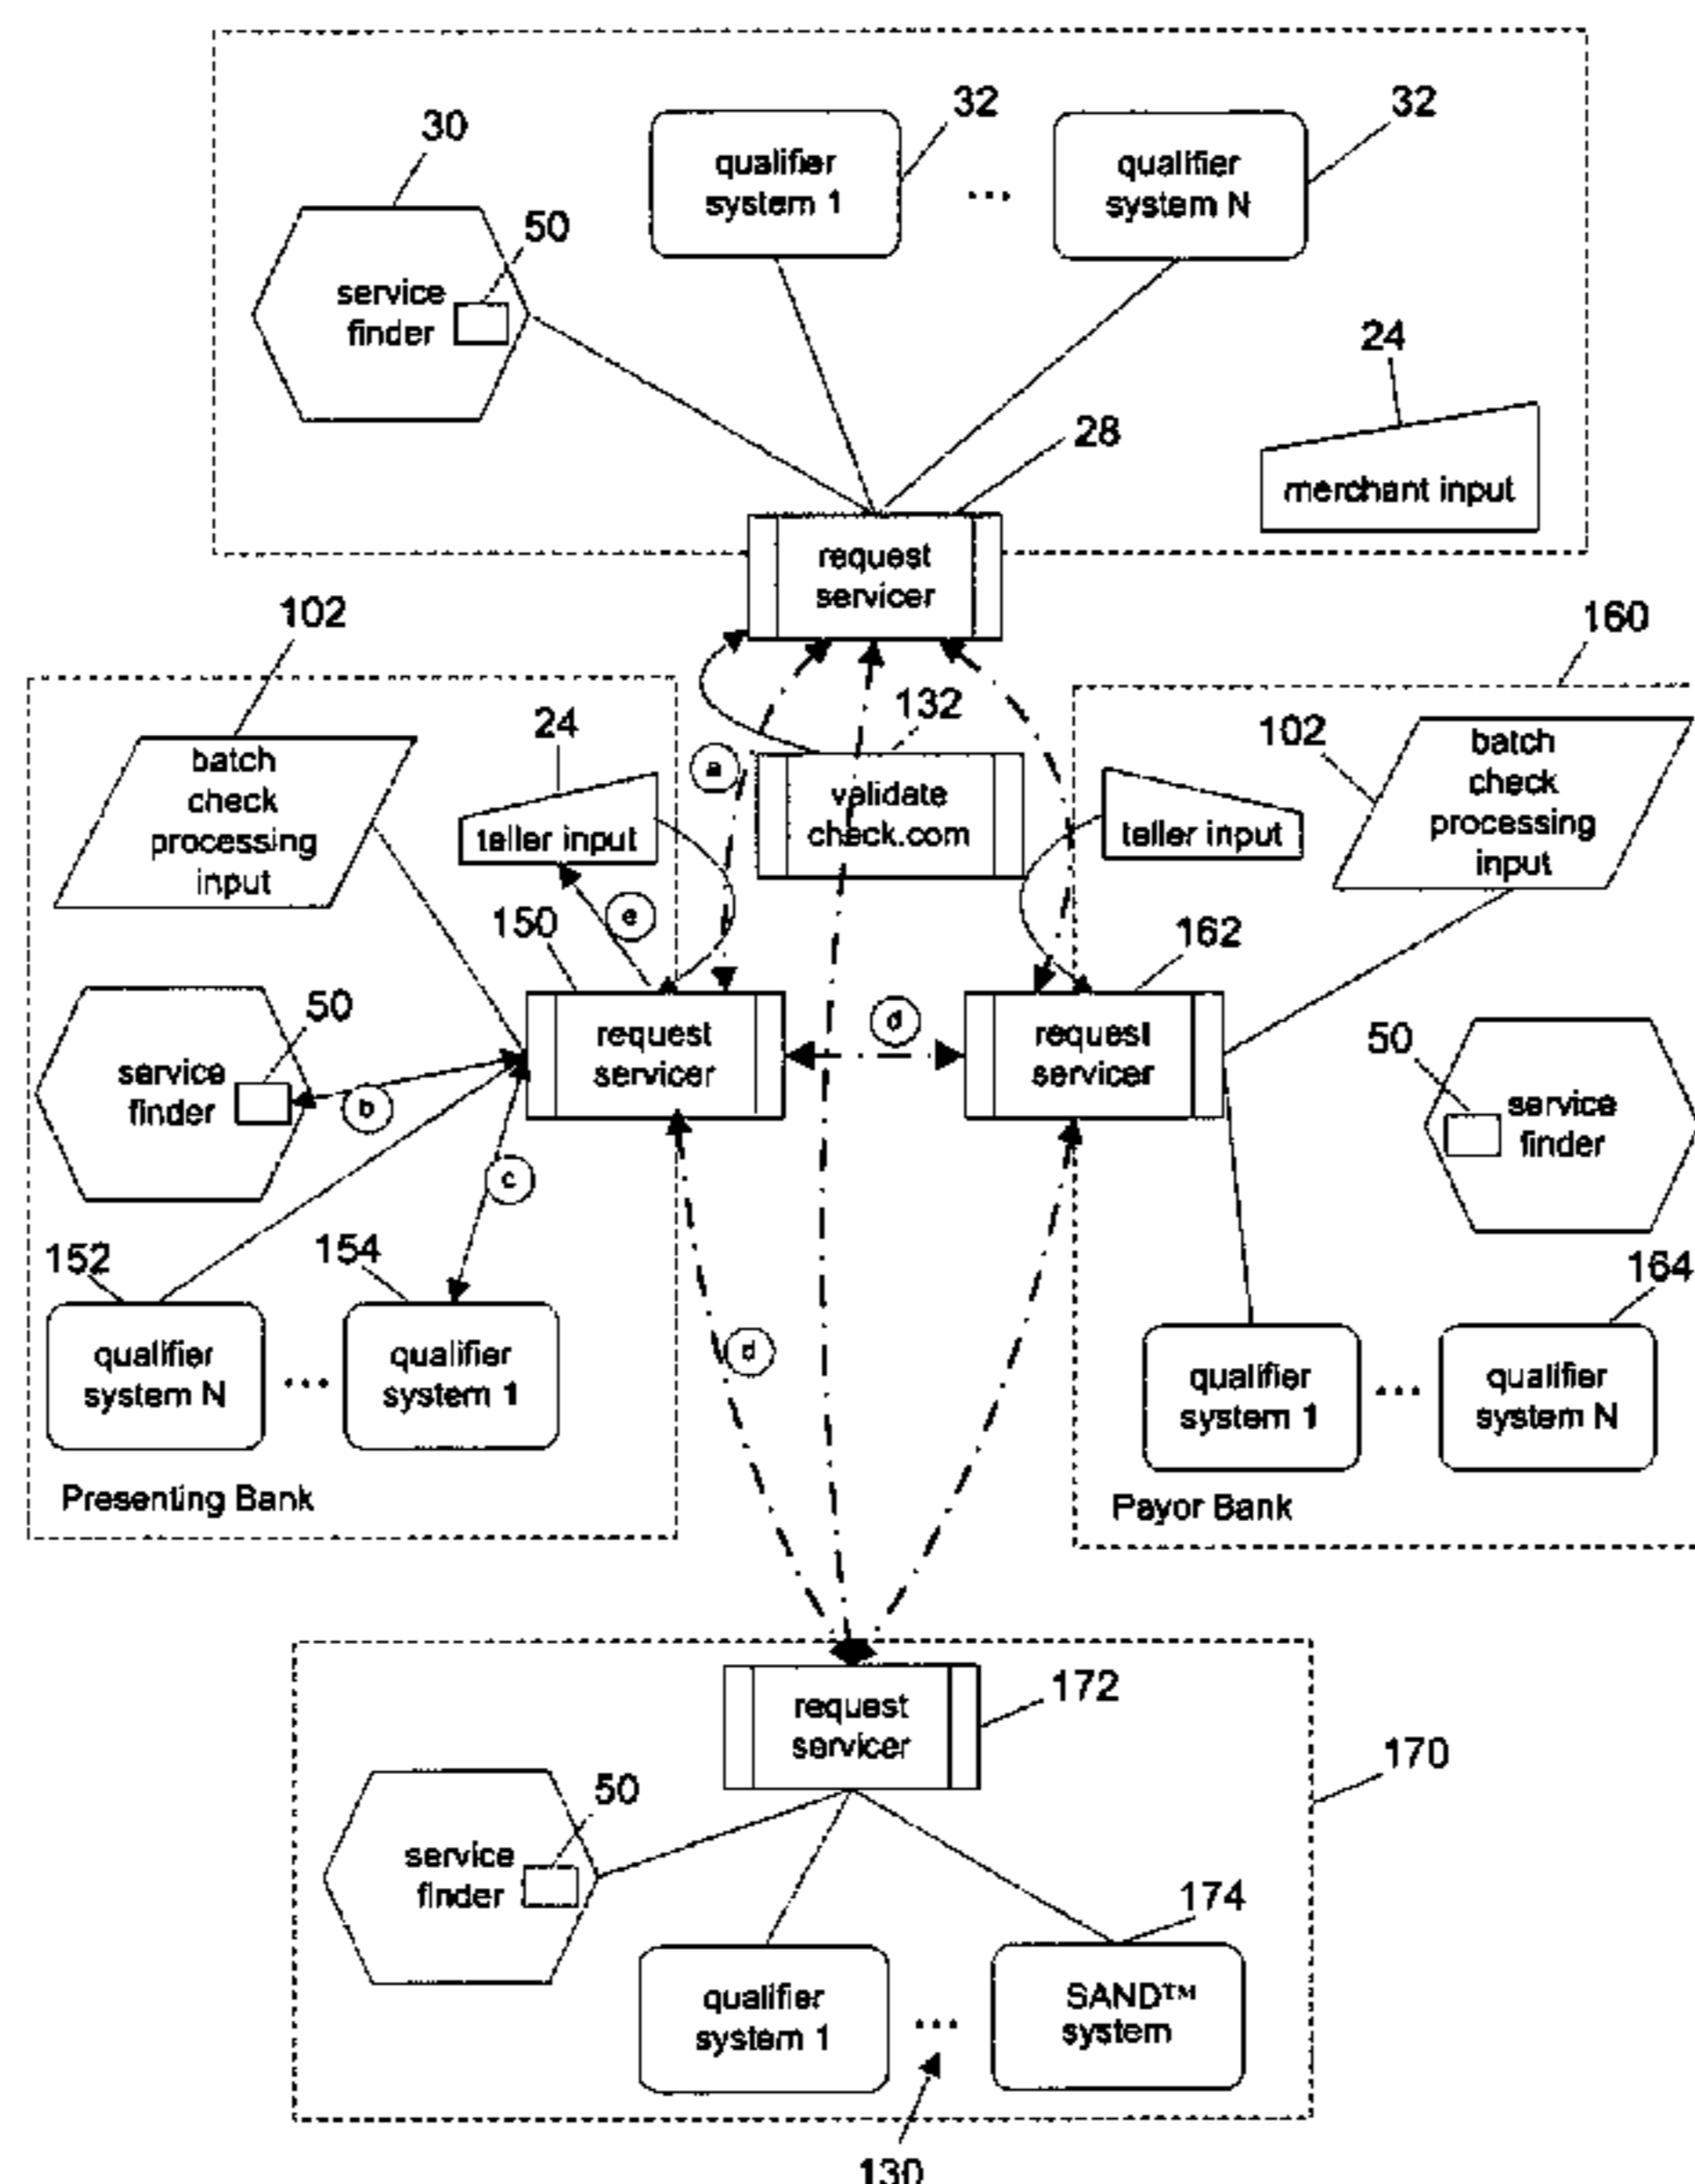 30
32
32
qualifier
system 1
...
qualifier
system N
50
service
finder
24
merchant input
28
request
servicer
102
160
batch
check
processing
input
24
teller input
a
132
validate
check.com
teller input
102
batch
check
processing
input
e
150
162
request
servicer
d
request
servicer
50
service
finder
b
50
service
finder
c
152
154
164
qualifier
system N
...
qualifier
system 1
d
qualifier
system 1
...
qualifier
system N
Presenting Bank
Payor Bank
request
servicer
172
170
50
service
finder
174
qualifier
system 1
...
SAND™
system
130